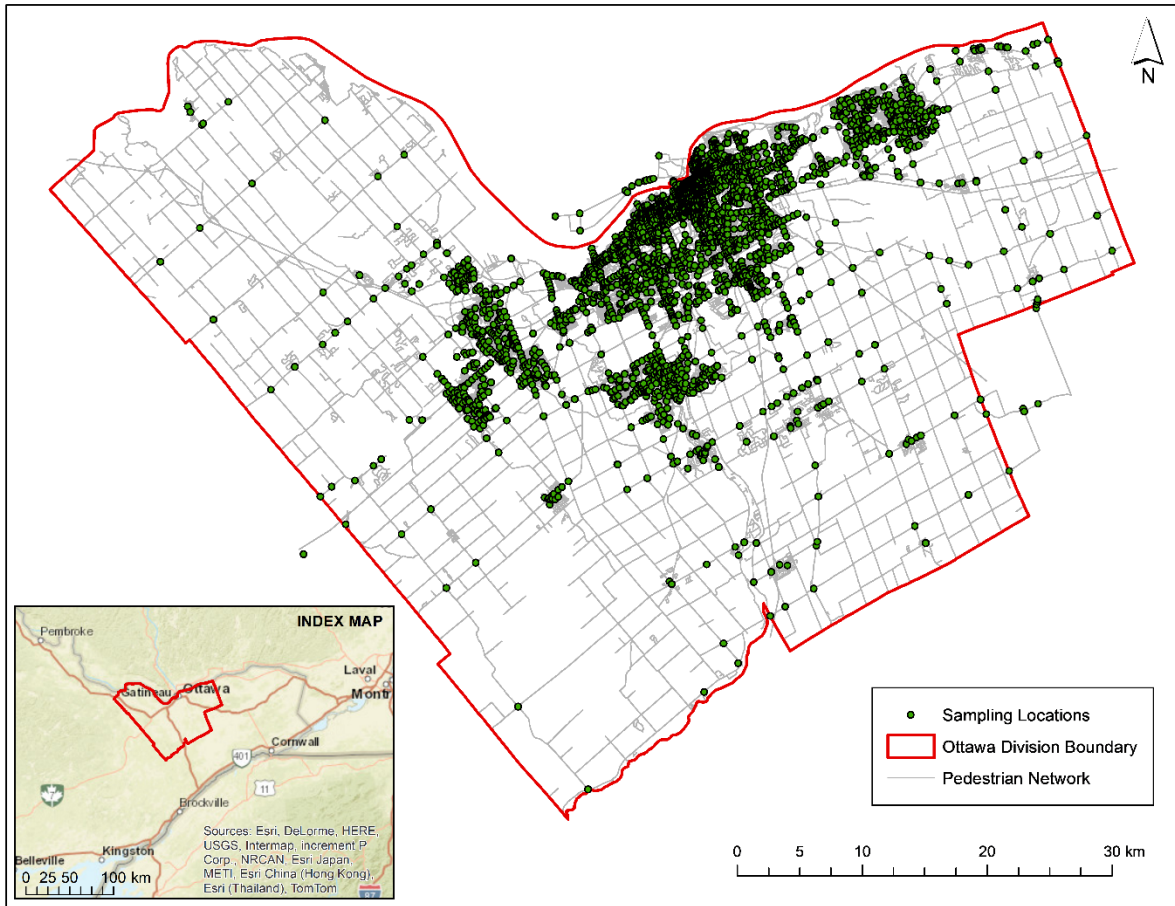 N
INDEX MAP
Pembroke
Gatineau
Ottawa
Laval
Montr
Cornwall
401
11
7
Brockville
Kingston
Belleville
87
Sources: Esri, DeLorme, HERE,
USGS, Intermap, increment P
Corp., NRCAN, Esri Japan,
METI, Esri China (Hong Kong),
Esri (Thailand), TomTom
0 25 50 100 km
Sampling Locations
Ottawa Division Boundary
Pedestrian Network
0 5 10 20 30 km